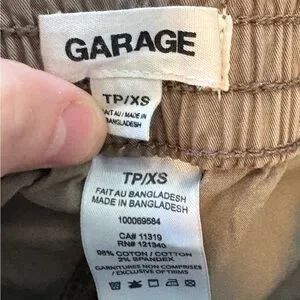 GARAGE
TP/XS
FAIT AU / MADE IN
BANGLADESH
TP/XS
FAIT AU BANGLADESH
MADE IN BANGLADESH
100069584
CA# 11319
RN# 121340
98% COTON / COTTON
2% SPANDEX
GARNITURES NON COMPRISES
/ EXCLUSIVE OF TRIMS